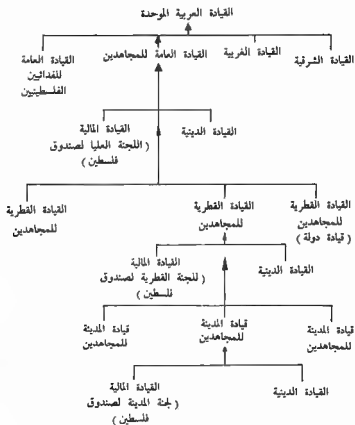 القيادة العربية الموحدة
القيادة الشرقية
القيادة الغربية
القيادة العامة للمجاهدين
القيادة العامة
للفدائيين
الفلسطينيين
القيادة الدينية
القيادة المالية
(اللجنة العليا لصندوق
فلسطين)
القيادة القطرية
للمجاهدين
(قيادة دولة)
القيادة القطرية
للمجاهدين
القيادة القطرية
للمجاهدين
القيادة الدينية
القيادة المالية
(للجنة القطرية لصندوق
فلسطين)
قيادة المدينة
للمجاهدين
قيادة المدينة
للمجاهدين
قيادة المدينة
للمجاهدين
القيادة الدينية
القيادة المالية
(لجنة المدينة لصندوق
فلسطين)